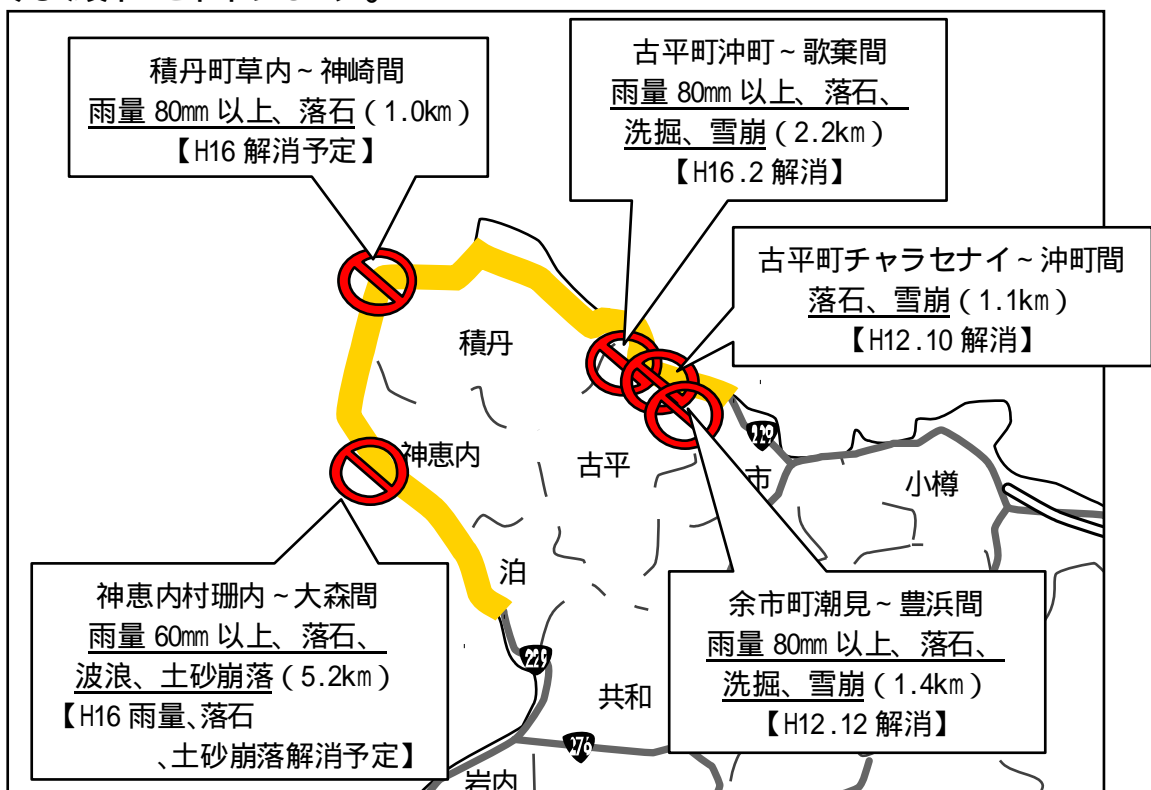 積丹町草内～神崎間
雨量 80㎜ 以上、落石（1.0km）
【H16 解消予定】
古平町沖町～歌棄間
雨量 80㎜ 以上、落石、
洗掘、雪崩（2.2km）
【H16.2 解消】
古平町チャラセナイ～沖町間
落石、雪崩（1.1km）
【H12.10 解消】
積丹
神恵内
古平
229
市
小樽
泊
神恵内村珊内～大森間
雨量 60㎜ 以上、落石、
波浪、土砂崩落（5.2km）
【H16 雨量、落石
、土砂崩落解消予定】
余市町潮見～豊浜間
雨量 80㎜ 以上、落石、
洗掘、雪崩（1.4km）
【H12.12 解消】
229
共和
276
岩内